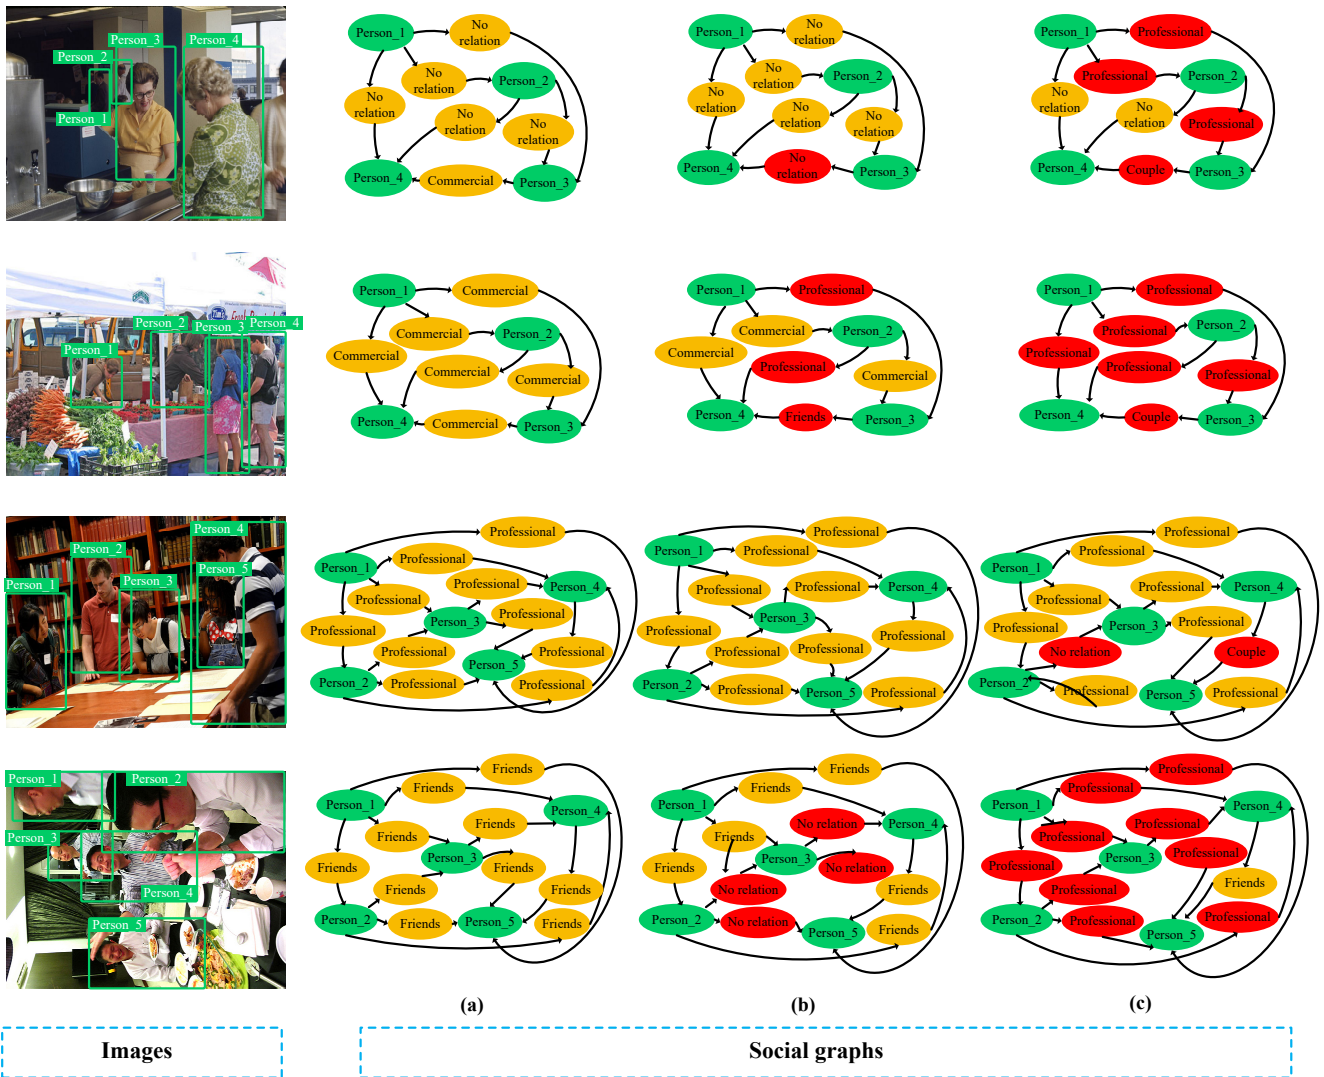 Person_3
Person_4
Person_2
Person_1
Person_1
No
relation
No
relation
Person_2
No
relation
No
relation
No
relation
Person_4
Commercial
Person_3
Person_1
No
relation
No
relation
Person_2
No
relation
No
relation
No
relation
Person_4
No
relation
Person_3
Person_1
Professional
Professional
Person_2
No
relation
No
relation
Professional
Person_4
Couple
Person_3
Person_2
Person_3
Person_4
Person_1
Person_1
Commercial
Commercial
Person_2
Commercial
Commercial
Commercial
Person_4
Commercial
Person_3
Person_1
Professional
Commercial
Person_2
Commercial
Professional
Commercial
Person_4
Friends
Person_3
Person_1
Professional
Professional
Person_2
Professional
Professional
Professional
Person_4
Couple
Person_3
Person_4
Person_2
Person_5
Person_3
Person_1
Professional
Person_1
Professional
Professional
Person_4
Professional
Professional
Person_3
Professional
Professional
Professional
Person_5
Person_2
Professional
Professional
Professional
Person_1
Professional
Professional
Professional
Person_4
Person_3
Professional
Professional
Professional
Professional
Person_2
Professional
Person_5
Professional
Professional
Person_1
Professional
Professional
Person_4
Professional
Professional
Person_3
Professional
No relation
Couple
Person_2
Professional
Person_5
Professional
Person_1
Person_2
Person_3
Person_4
Person_5
Friends
Person_1
Friends
Person_4
Friends
Friends
Person_3
Friends
Friends
Friends
Friends
Person_2
Friends
Person_5
Friends
Friends
Person_1
Friends
No relation
Person_4
Friends
Person_3
Friends
No relation
No relation
Friends
Person_2
No relation
Person_5
Friends
Professional
Person_1
Professional
Person_4
Professional
Professional
Person_3
Professional
Professional
Professional
Friends
Person_2
Professional
Person_5
Professional
(a)
(b)
(c)
Images
Social graphs